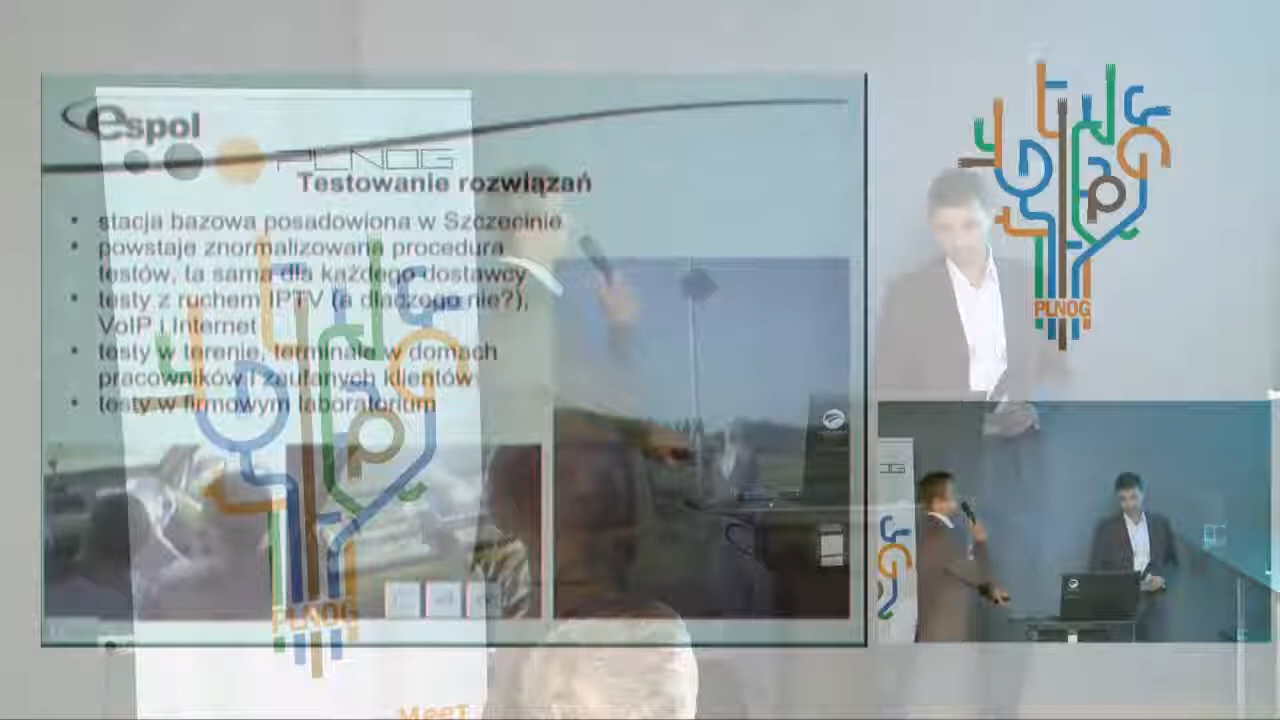 espol
PLNOG
Testowanie rozwiązań
• stacja bazowa posadowiona w Szczecinie
• powstaje znormalizowana procedura
testów, ta sama dla każdego dostawcy
• testy z ruchem IPTV (a dlaczego nie?),
VoIP i Internet
• testy w terenie, terminale w domach
pracowników i zaufanych klientów
• testy w firmowym laboratorium
PLNOG
PLNOG
MeeT